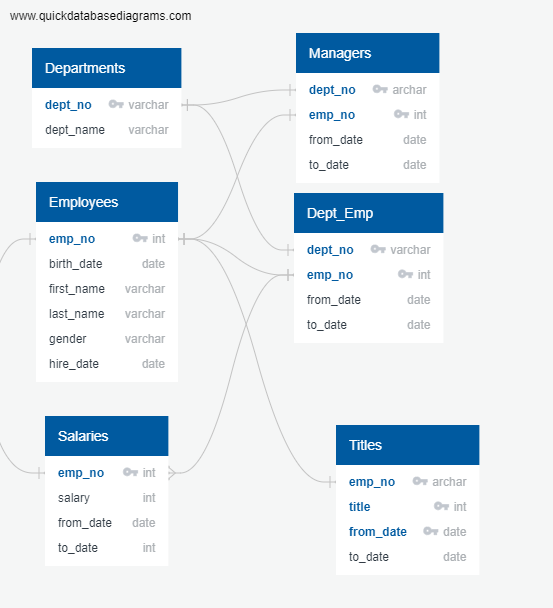 www.quickdatabasediagrams.com
Departments
dept_no varchar
dept_name varchar
Managers
dept_no archar
emp_no int
from_date date
to_date date
Employees
emp_no int
birth_date date
first_name varchar
last_name varchar
gender varchar
hire_date date
Dept_Emp
dept_no varchar
emp_no int
from_date date
to_date date
Salaries
emp_no int
salary int
from_date date
to_date int
Titles
emp_no archar
title int
from_date date
to_date date